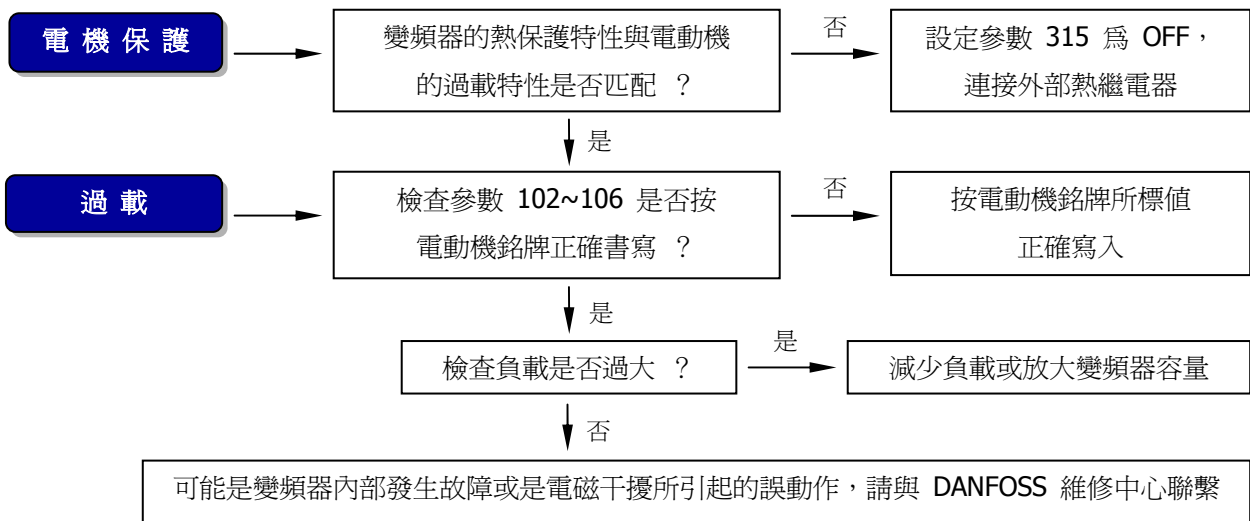 電機保護
變頻器的熱保護特性與電動機
的過載特性是否匹配 ？
否
設定參數 315 爲 OFF，
連接外部熱繼電器
是
過載
檢查參數 102~106 是否按
電動機銘牌正確書寫 ？
否
按電動機銘牌所標值
正確寫入
是
檢查負載是否過大 ？
是
減少負載或放大變頻器容量
否
可能是變頻器內部發生故障或是電磁干擾所引起的誤動作，請與 DANFOSS 維修中心聯繫